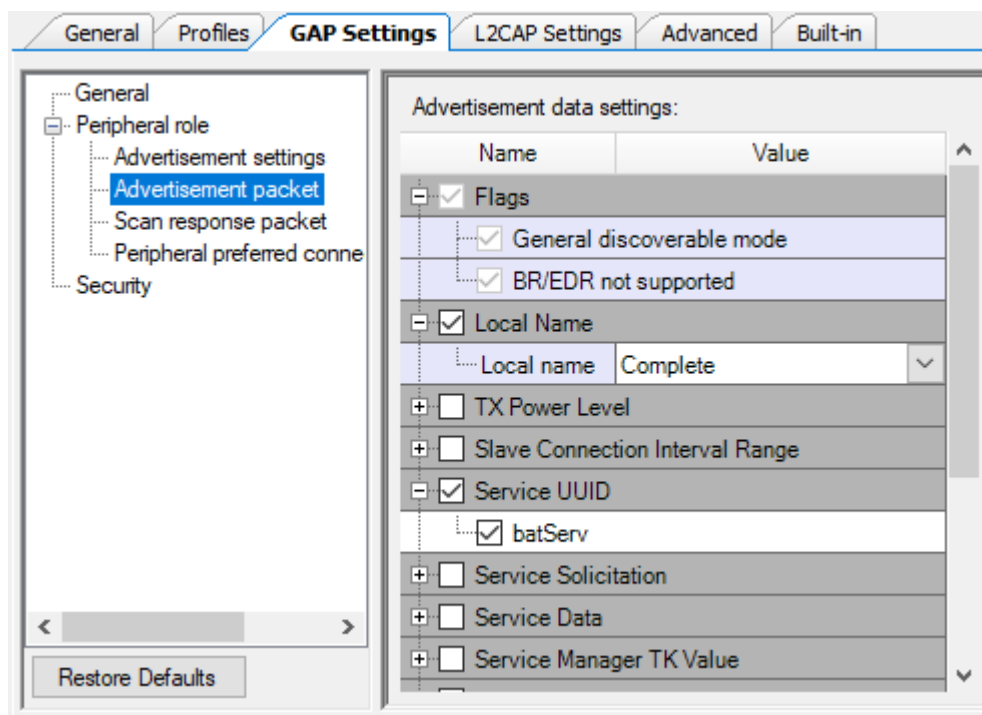 General Profiles GAP Settings L2CAP Settings Advanced Built-in
General
Peripheral role
Advertisement settings
Advertisement packet
Scan response packet
Peripheral preferred conne
Security
Restore Defaults
Advertisement data settings:
Name Value
Flags
General discoverable mode
BR/EDR not supported
Local Name
Local name Complete
TX Power Level
Slave Connection Interval Range
Service UUID
batServ
Service Solicitation
Service Data
Service Manager TK Value